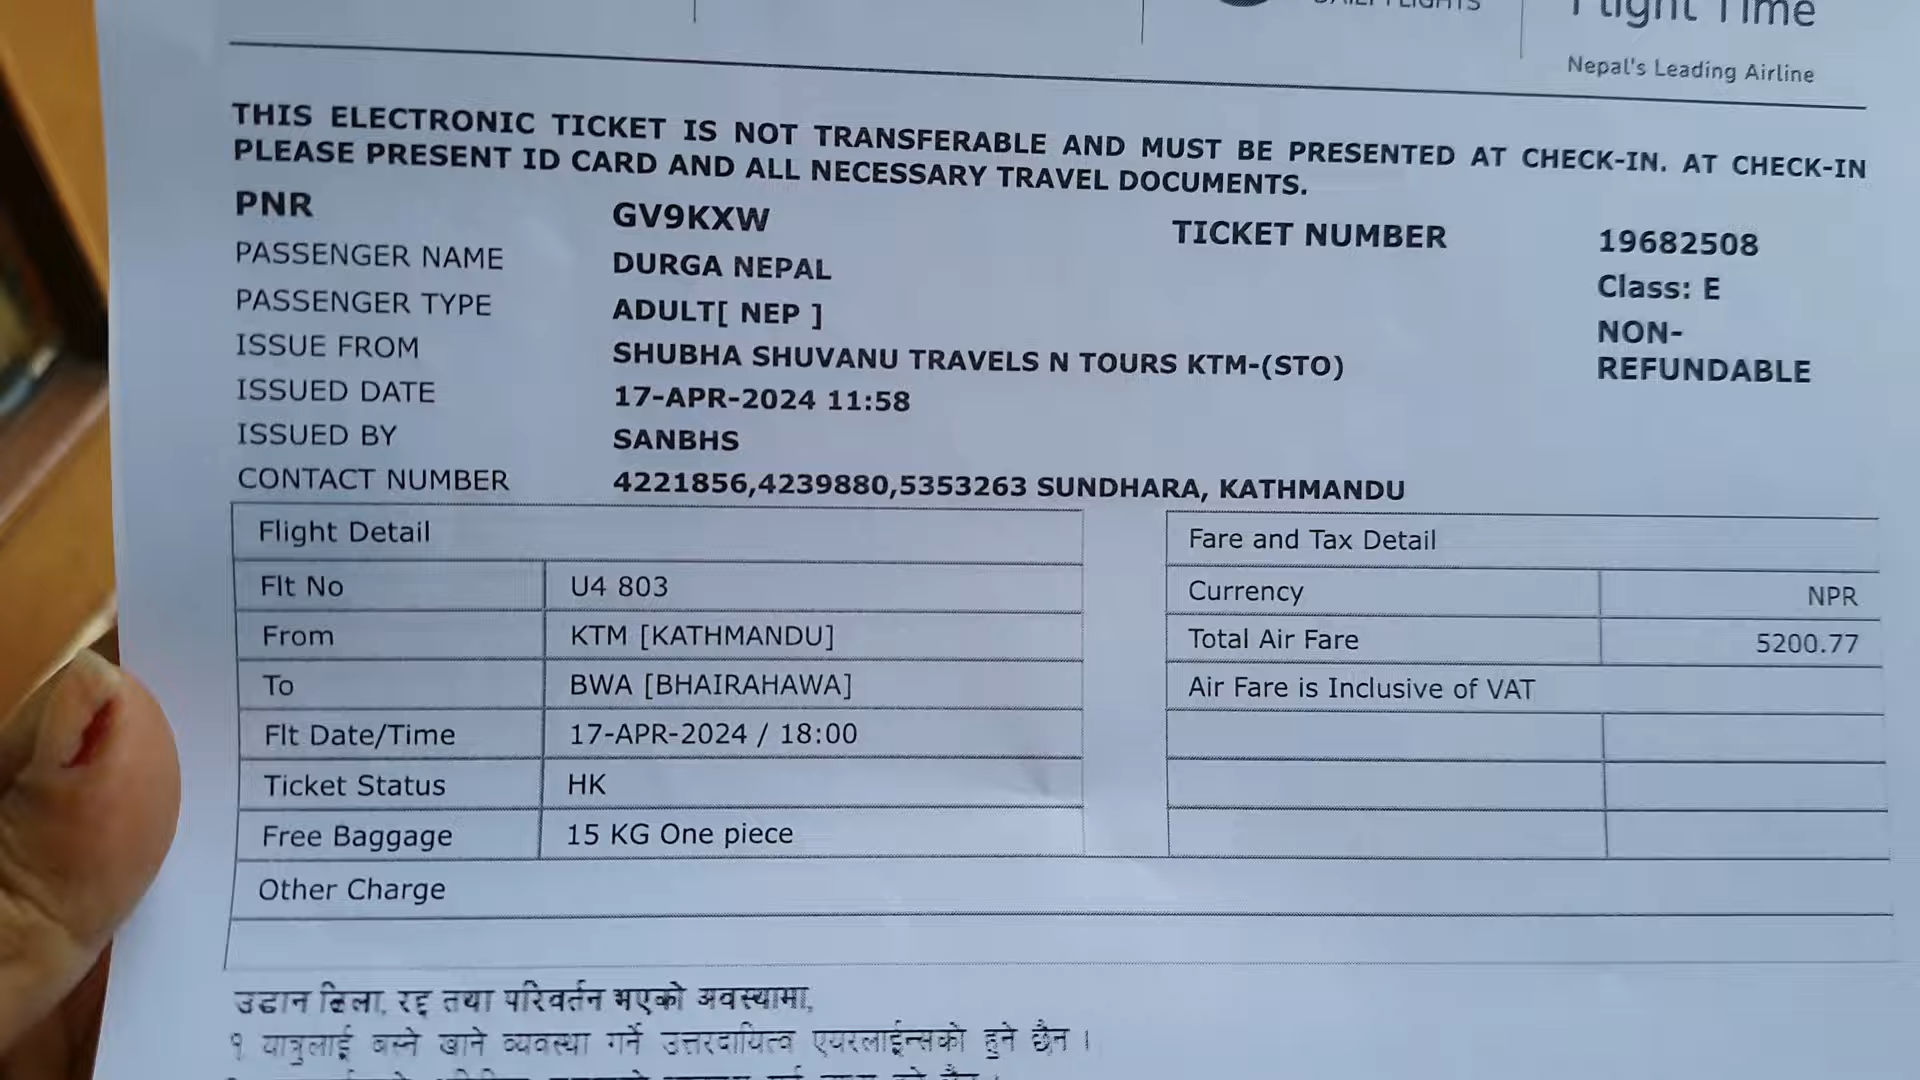 DAILY FLIGHTS
Flight Time
Nepal's Leading Airline
THIS ELECTRONIC TICKET IS NOT TRANSFERABLE AND MUST BE PRESENTED AT CHECK-IN. AT CHECK-IN
PLEASE PRESENT ID CARD AND ALL NECESSARY TRAVEL DOCUMENTS.
PNR GV9KXW TICKET NUMBER 19682508
PASSENGER NAME DURGA NEPAL Class: E
PASSENGER TYPE ADULT[ NEP ] NON-
ISSUE FROM SHUBHA SHUVANU TRAVELS N TOURS KTM-(STO) REFUNDABLE
ISSUED DATE 17-APR-2024 11:58
ISSUED BY SANBHS
CONTACT NUMBER 4221856,4239880,5353263 SUNDHARA, KATHMANDU
Flight Detail
Flt No U4 803
From KTM [KATHMANDU]
To BWA [BHAIRAHAWA]
Flt Date/Time 17-APR-2024 / 18:00
Ticket Status HK
Free Baggage 15 KG One piece
Fare and Tax Detail
Currency NPR
Total Air Fare 5200.77
Air Fare is Inclusive of VAT
Other Charge
उडान ढिला, रद्द तथा परिवर्तन भएको अवस्थामा,
१ यात्रुलाई बस्ने खाने व्यवस्था गर्ने उत्तरदायित्व एयरलाईन्सको हुने छैन ।